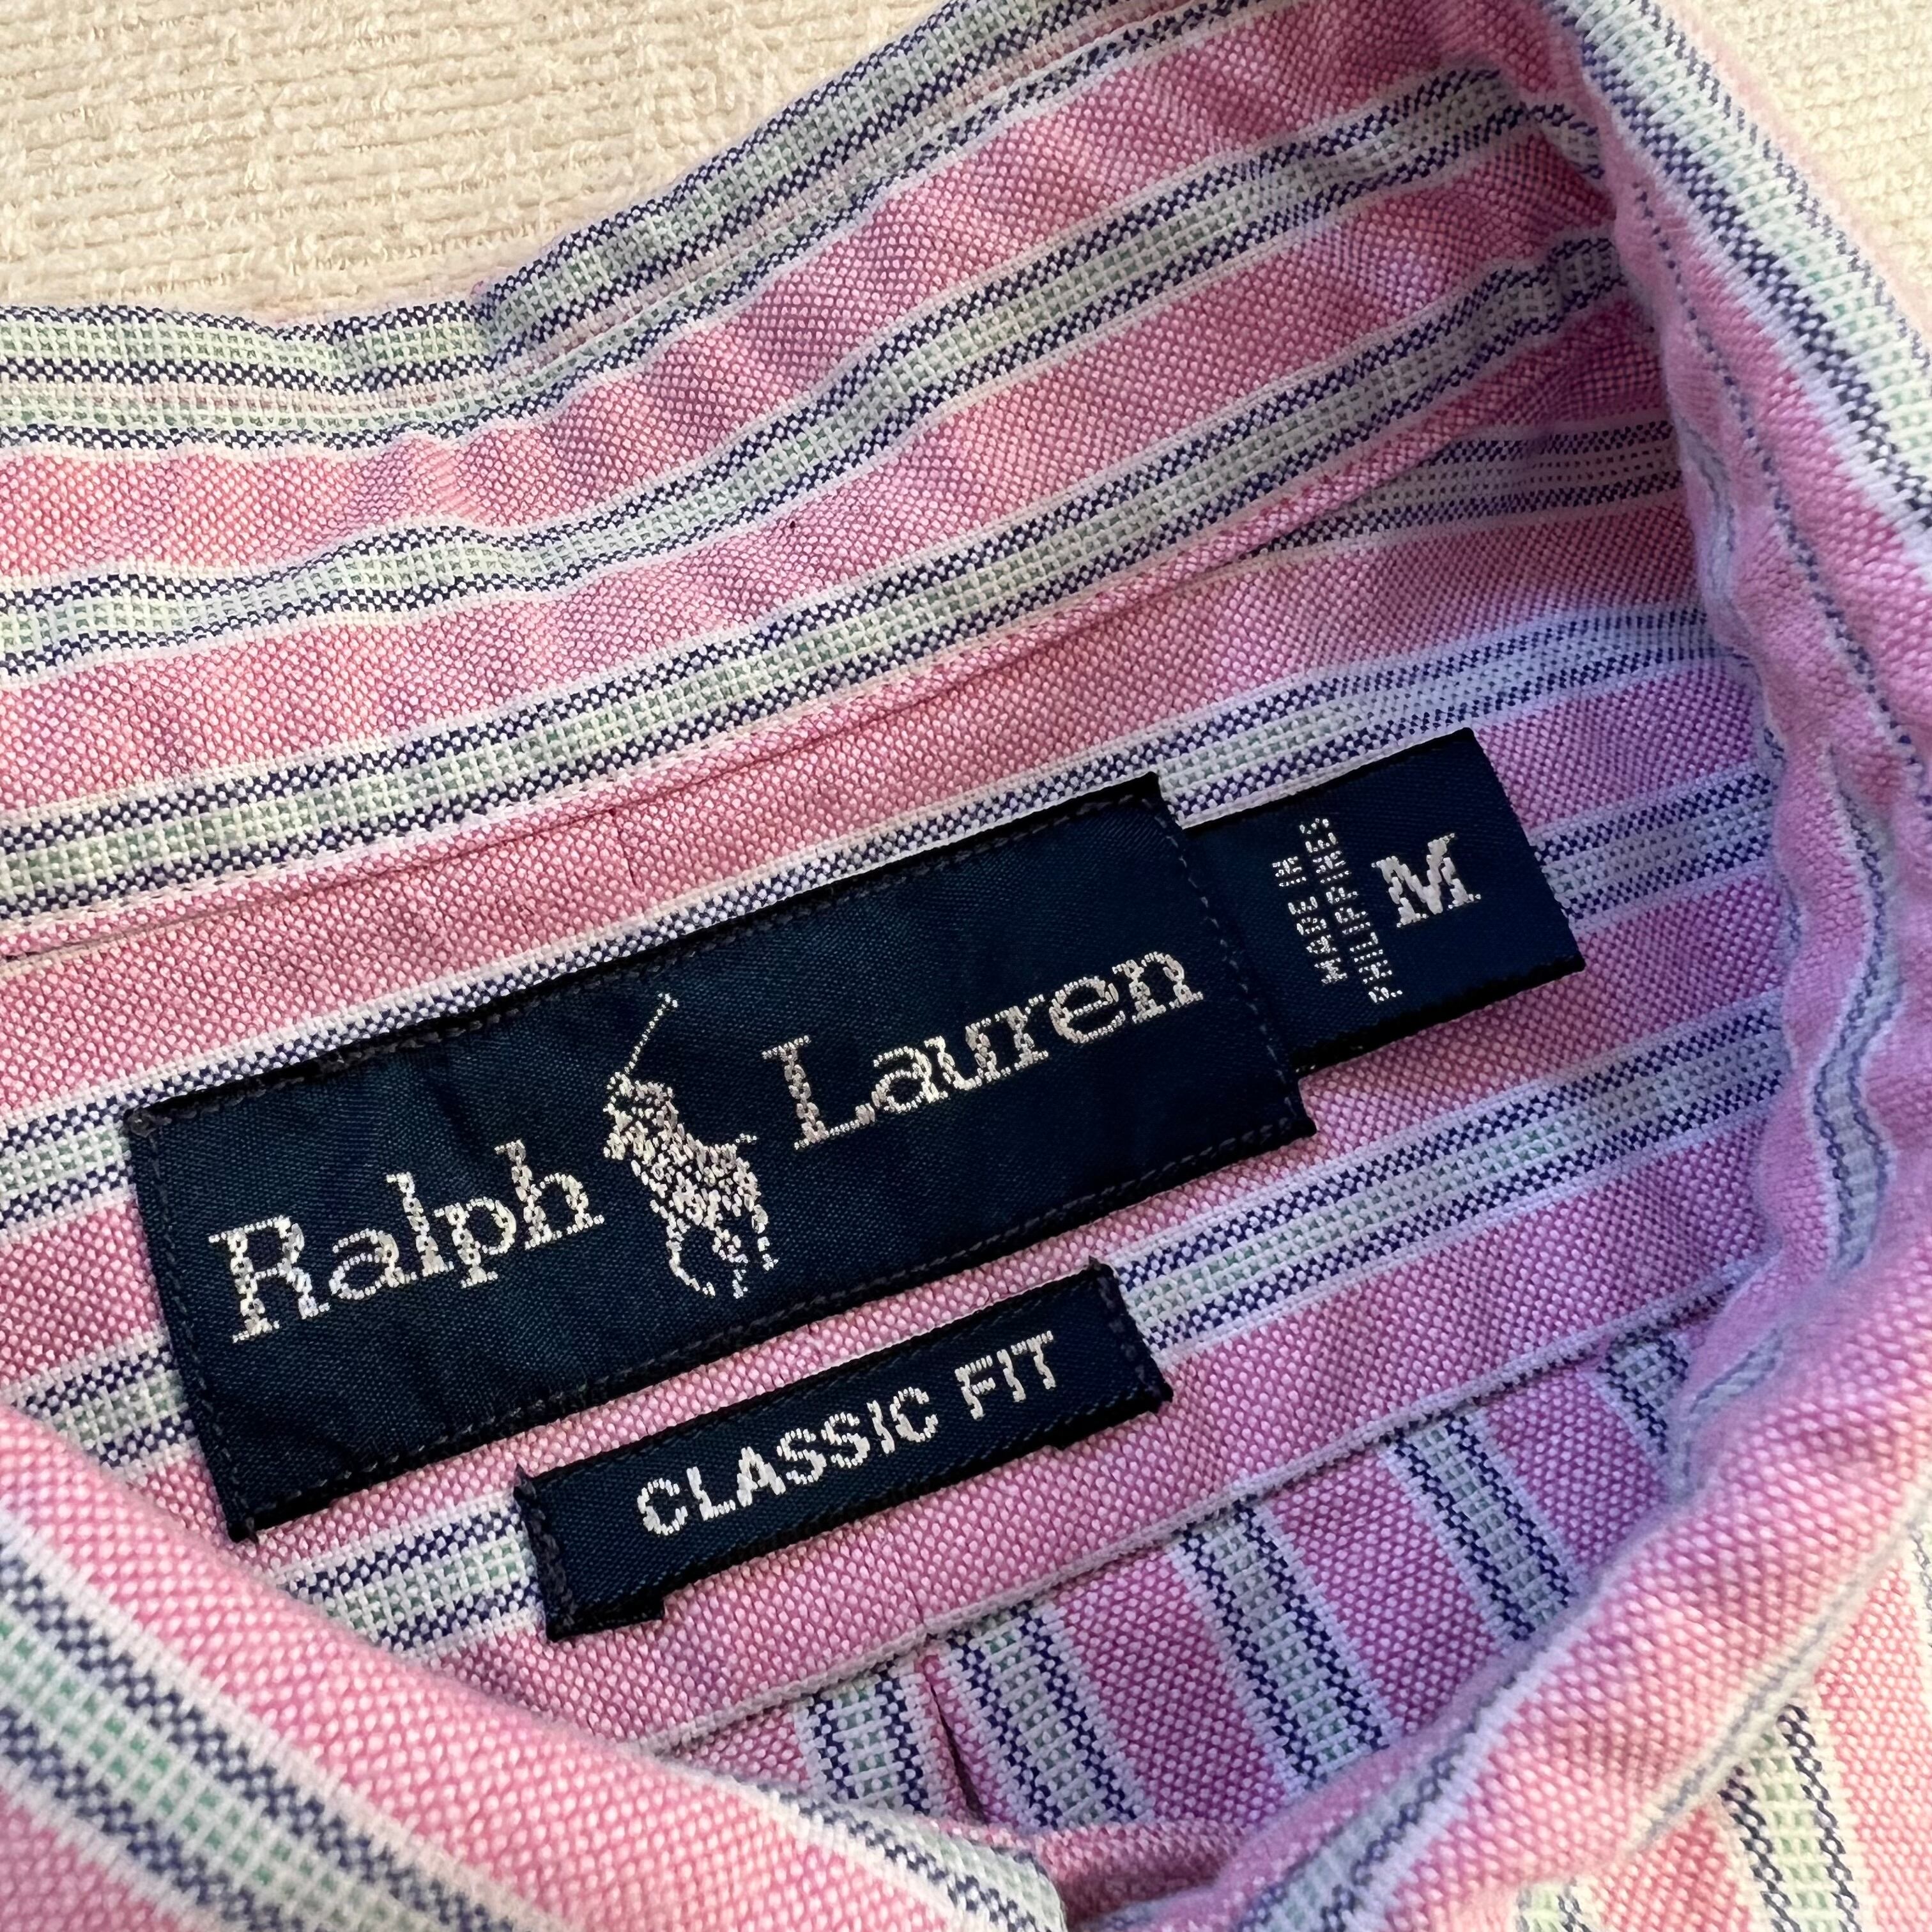 Ralph Lauren
MADE IN
PHILIPPINES
M
CLASSIC FIT